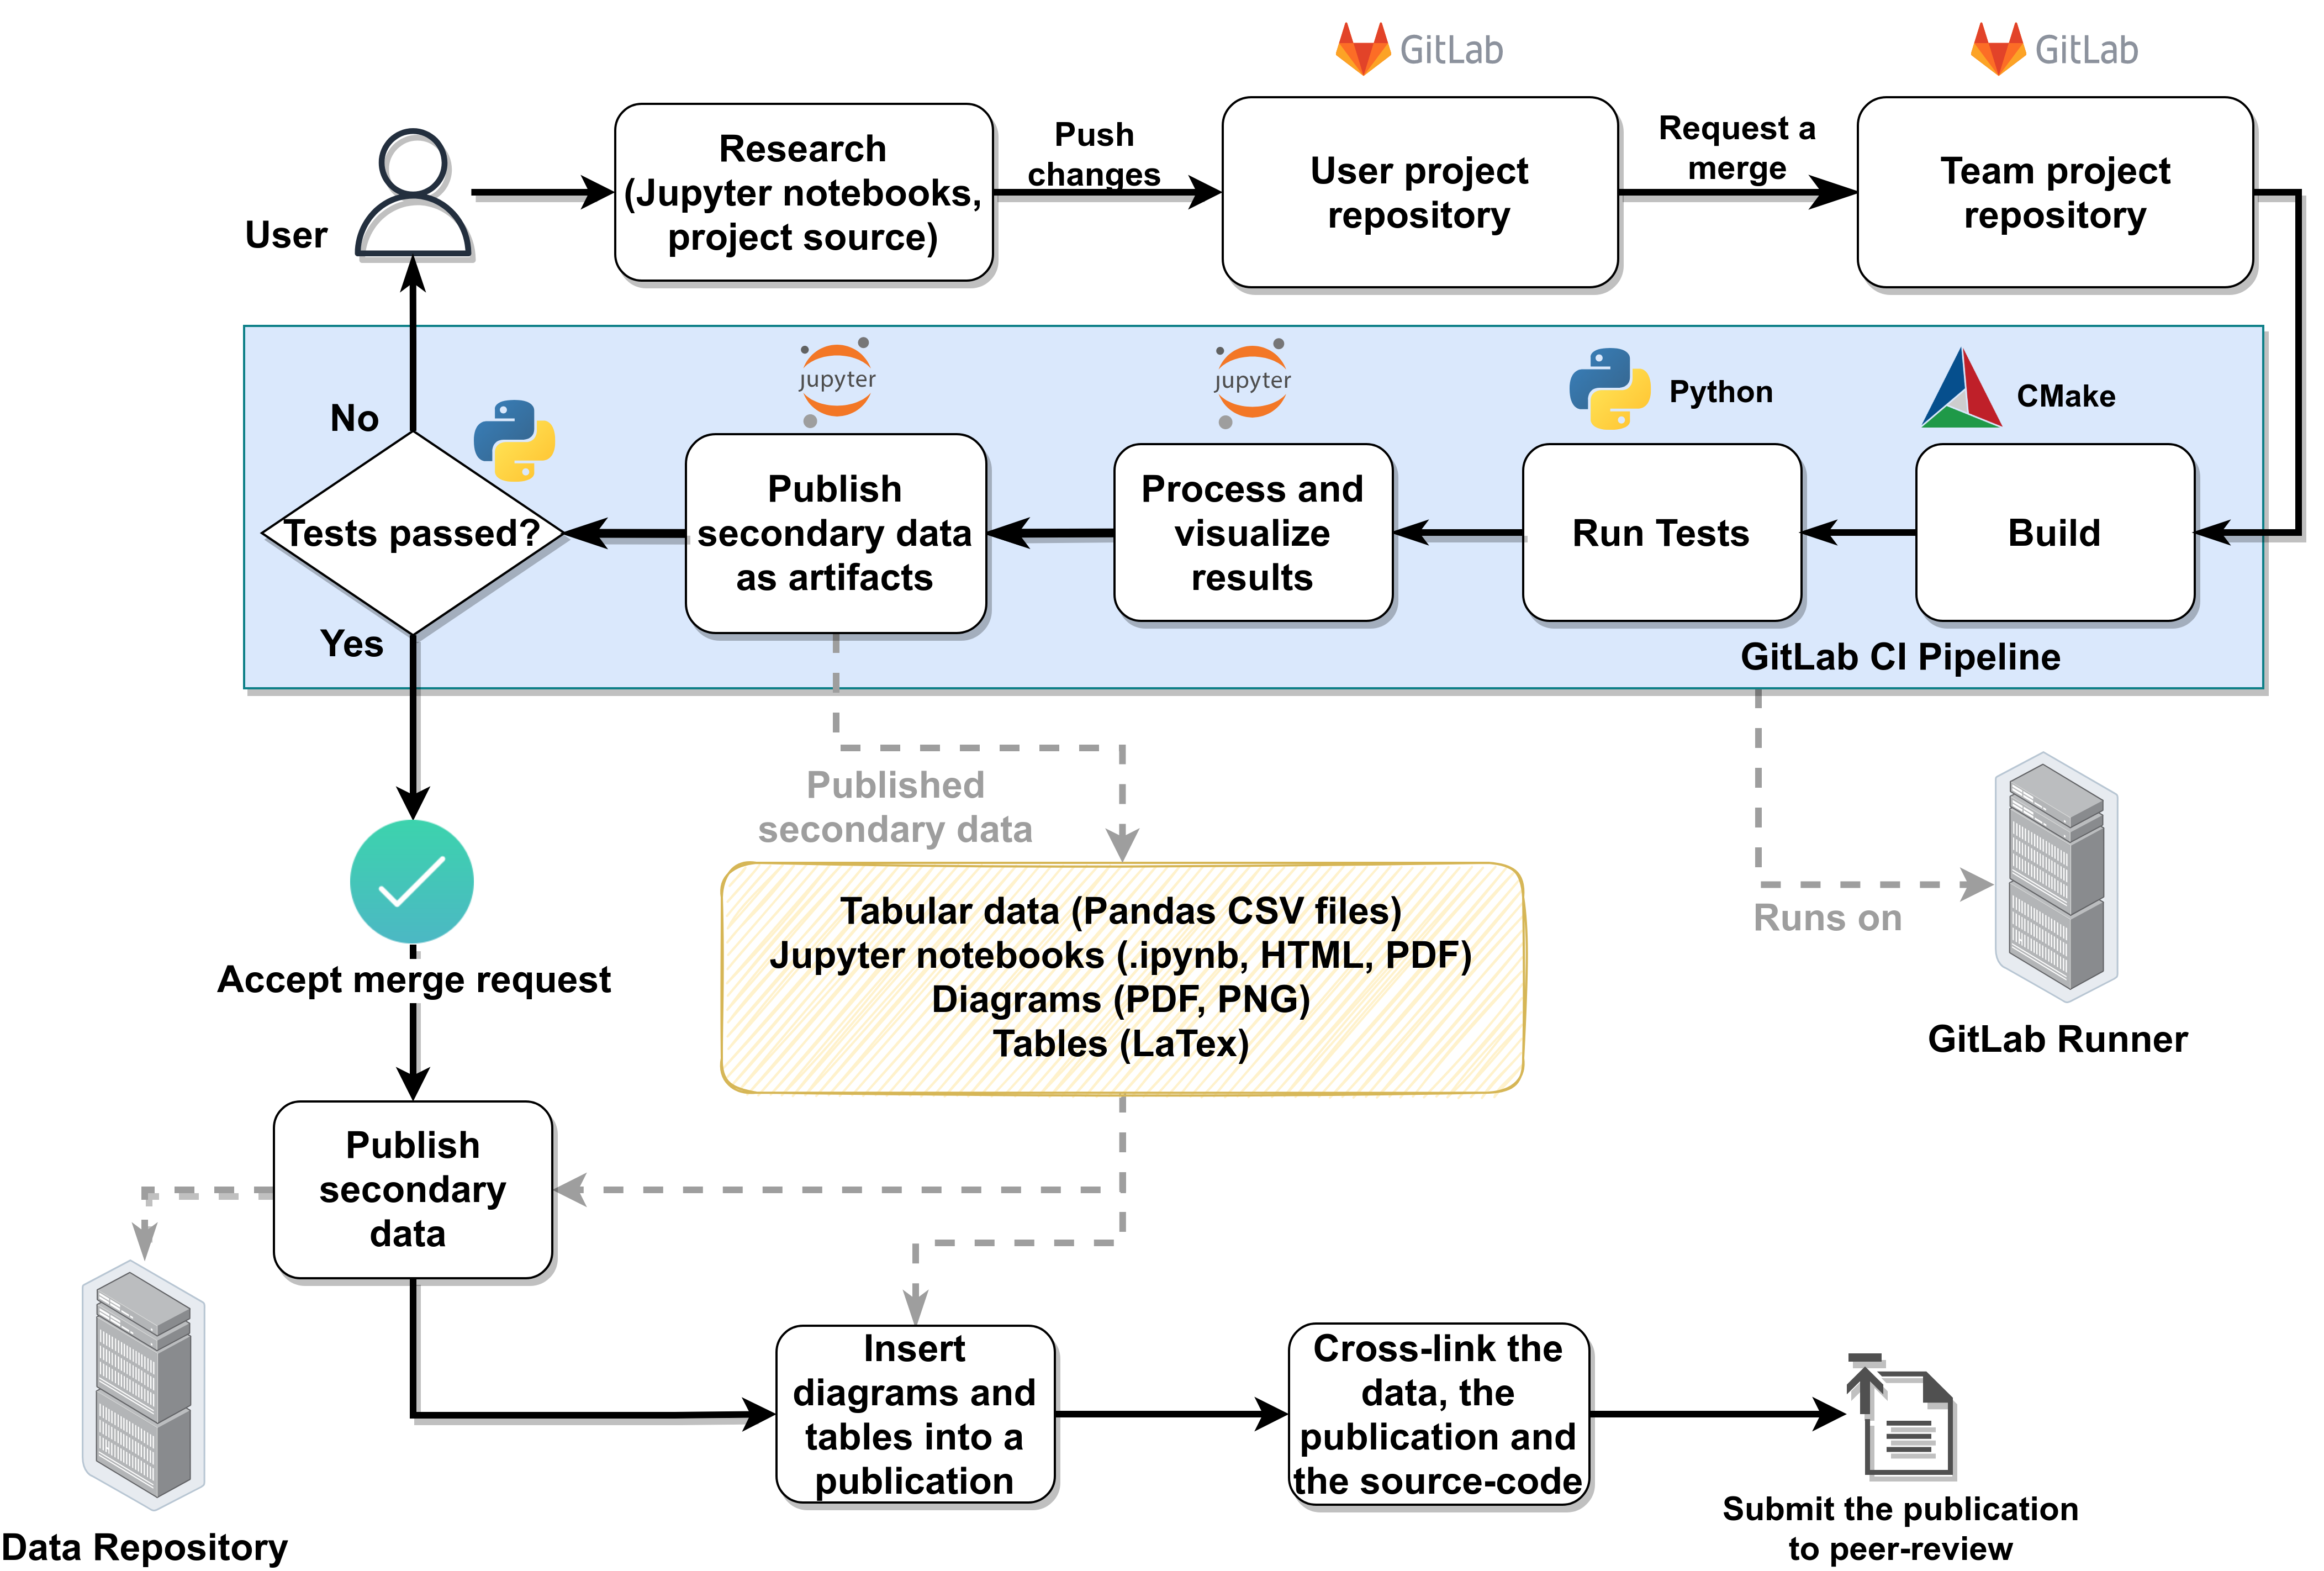 GitLab
GitLab
User
Research
(Jupyter notebooks,
project source)
Push
changes
User project
repository
Request a
merge
Team project
repository
No
jupyter
jupyter
Python
CMake
Tests passed?
Publish
secondary data
as artifacts
Process and
visualize
results
Run Tests
Build
Yes
GitLab CI Pipeline
Published
secondary data
Runs on
GitLab Runner
Tabular data (Pandas CSV files)
Jupyter notebooks (.ipynb, HTML, PDF)
Diagrams (PDF, PNG)
Tables (LaTex)
Accept merge request
Publish
secondary
data
Data Repository
Insert
diagrams and
tables into a
publication
Cross-link the
data, the
publication and
the source-code
Submit the publication
to peer-review